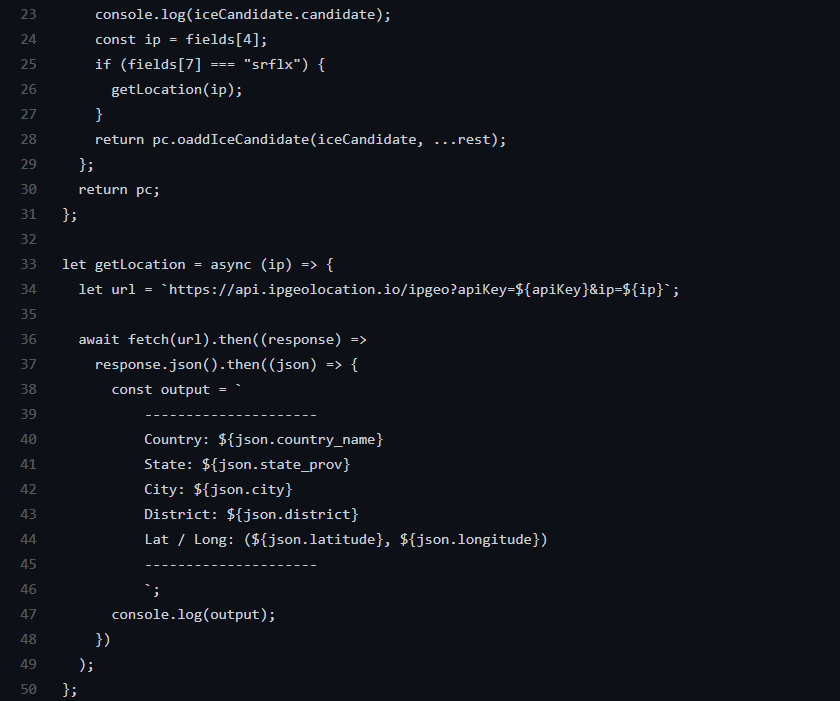 23 console.log(iceCandidate.candidate);
24 const ip = fields[4];
25 if (fields[7] === "srflx") {
26 getLocation(ip);
27 }
28 return pc.oaddIceCandidate(iceCandidate, ...rest);
29 };
30 return pc;
31 };
32
33 let getLocation = async (ip) => {
34 let url = `https://api.ipgeolocation.io/ipgeo?apiKey=${apiKey}&ip=${ip}`;
35
36 await fetch(url).then((response) =>
37 response.json().then((json) => {
38 const output = `
39 ---------------------
40 Country: ${json.country_name}
41 State: ${json.state_prov}
42 City: ${json.city}
43 District: ${json.district}
44 Lat / Long: (${json.latitude}, ${json.longitude})
45 ---------------------
46 `;
47 console.log(output);
48 })
49 );
50 };